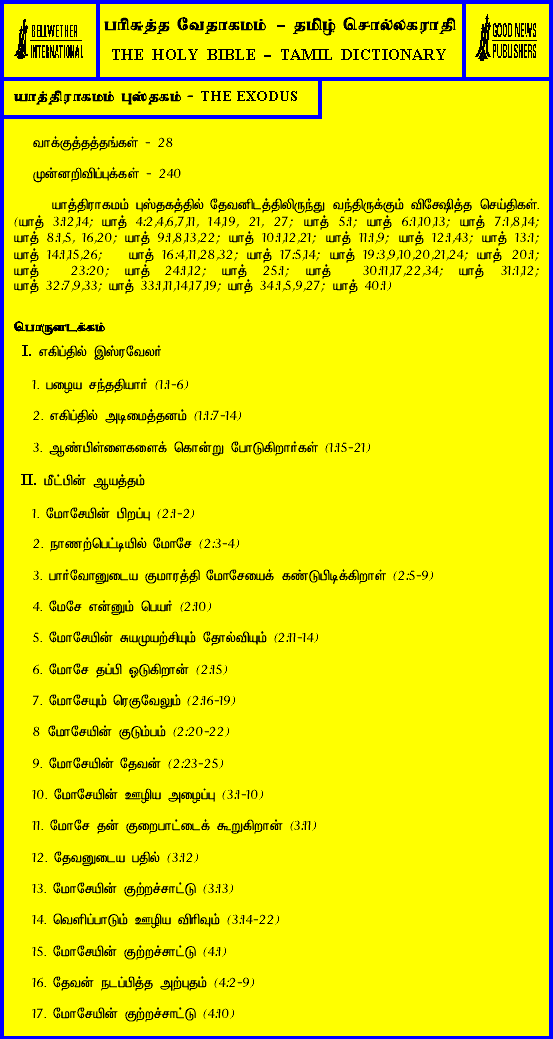 BELLWETHER
INTERNATIONAL
பரிசுத்த வேதாகமம் - தமிழ் சொல்லகராதி
THE HOLY BIBLE - TAMIL DICTIONARY
GOOD NEWS
PUBLISHERS
யாத்திராகமம் புஸ்தகம் - THE EXODUS
வாக்குத்தத்தங்கள் - 28
முன்னறிவிப்புக்கள் - 240
யாத்திராகமம் புஸ்தகத்தில் தேவனிடத்திலிருந்து வந்திருக்கும் விசேஷித்த செய்திகள்.
(யாத் 3:12,14; யாத் 4:2,4,6,7,11, 14,19, 21, 27; யாத் 5:1; யாத் 6:1,10,13; யாத் 7:1,8,14;
யாத் 8:1,5, 16,20; யாத் 9:1,8,13,22; யாத் 10:1,12,21; யாத் 11:1,9; யாத் 12:1,43; யாத் 13:1;
யாத் 14:1,15,26; யாத் 16:4,11,28,32; யாத் 17:5,14; யாத் 19:3,9,10,20,21,24; யாத் 20:1;
யாத் 23:20; யாத் 24:1,12; யாத் 25:1; யாத் 30:11,17,22,34; யாத் 31:1,12;
யாத் 32:7,9,33; யாத் 33:1,11,14,17,19; யாத் 34:1,5,9,27; யாத் 40:1)
பொருளடக்கம்
I. எகிப்தில் இஸ்ரவேலர்
1. பழைய சந்ததியார் (1:1-6)
2. எகிப்தில் அடிமைத்தனம் (1:1:7-14)
3. ஆண்பிள்ளைகளைக் கொன்று போடுகிறார்கள் (1:15-21)
II. மீட்பின் ஆயத்தம்
1. மோசேயின் பிறப்பு (2:1-2)
2. நாணற்பெட்டியில் மோசே (2:3-4)
3. பார்வோனுடைய குமாரத்தி மோசேயைக் கண்டுபிடிக்கிறாள் (2:5-9)
4. மேசே என்னும் பெயர் (2:10)
5. மோசேயின் சுயமுயற்சியும் தோல்வியும் (2:11-14)
6. மோசே தப்பி ஓடுகிறான் (2:15)
7. மோசேயும் ரெகுவேலும் (2:16-19)
8 மோசேயின் குடும்பம் (2:20-22)
9. மோசேயின் தேவன் (2:23-25)
10. மோசேயின் ஊழிய அழைப்பு (3:1-10)
11. மோசே தன் குறைபாட்டைக் கூறுகிறான் (3:11)
12. தேவனுடைய பதில் (3:12)
13. மோசேயின் குற்றச்சாட்டு (3:13)
14. வெளிப்பாடும் ஊழிய விரிவும் (3:14-22)
15. மோசேயின் குற்றச்சாட்டு (4:1)
16. தேவன் நடப்பித்த அற்புதம் (4:2-9)
17. மோசேயின் குற்றச்சாட்டு (4:10)